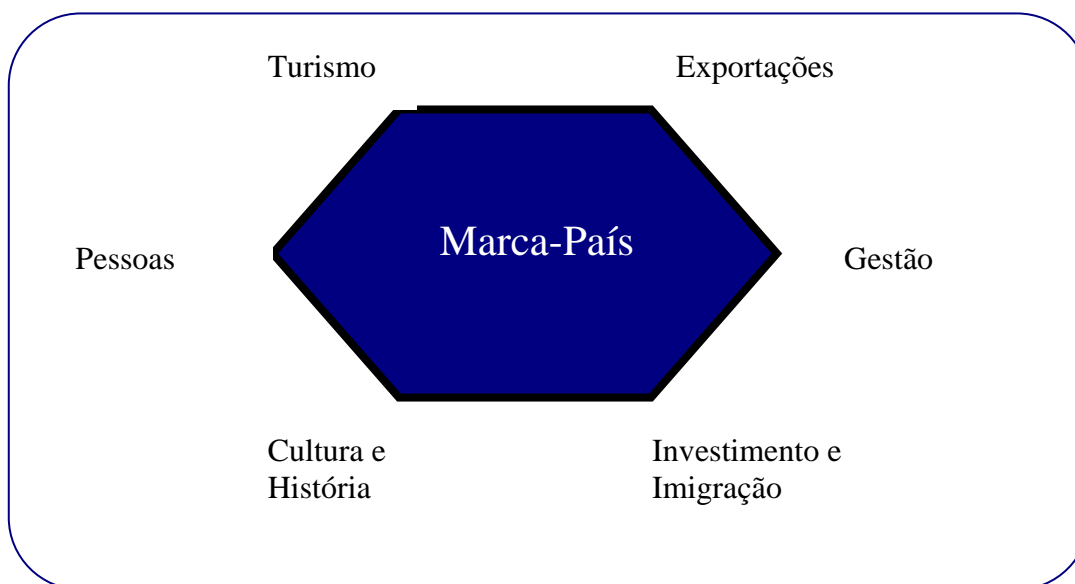 Turismo
Exportações
Marca-País
Pessoas
Gestão
Cultura e
História
Investimento e
Imigração